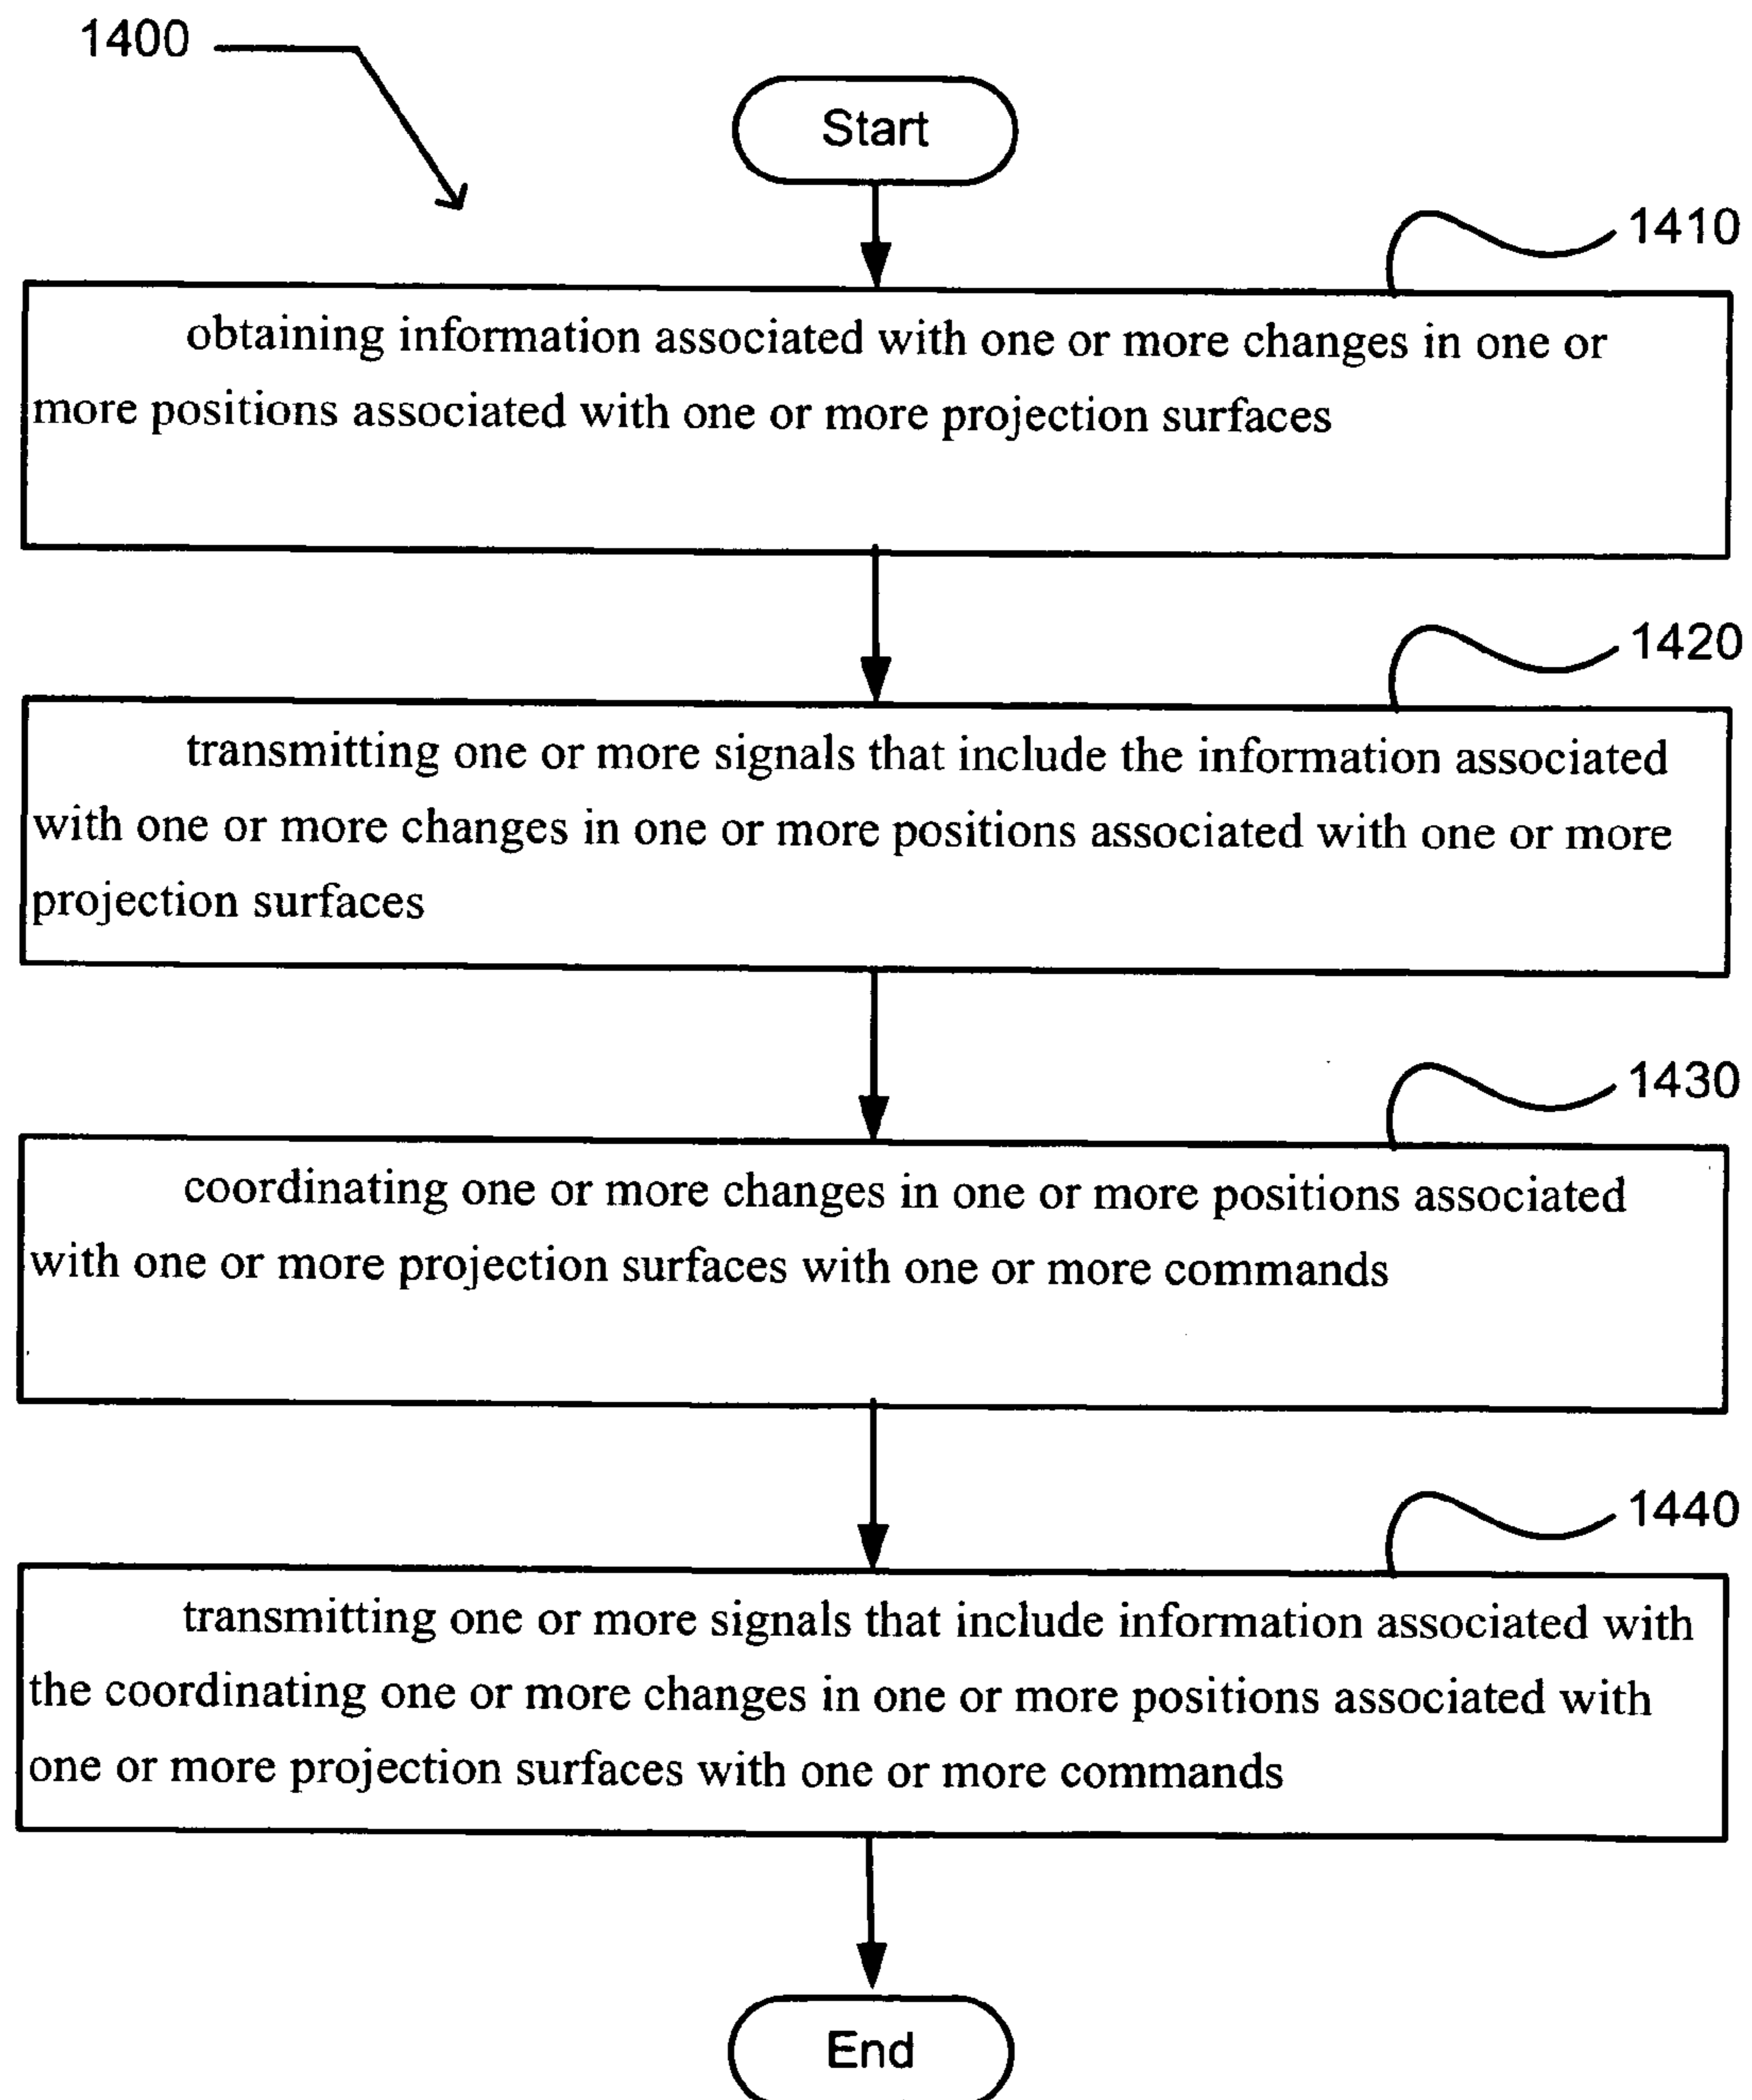 1400
Start
1410
obtaining information associated with one or more changes in one or
more positions associated with one or more projection surfaces
1420
transmitting one or more signals that include the information associated
with one or more changes in one or more positions associated with one or more
projection surfaces
1430
coordinating one or more changes in one or more positions associated
with one or more projection surfaces with one or more commands
1440
transmitting one or more signals that include information associated with
the coordinating one or more changes in one or more positions associated with
one or more projection surfaces with one or more commands
End